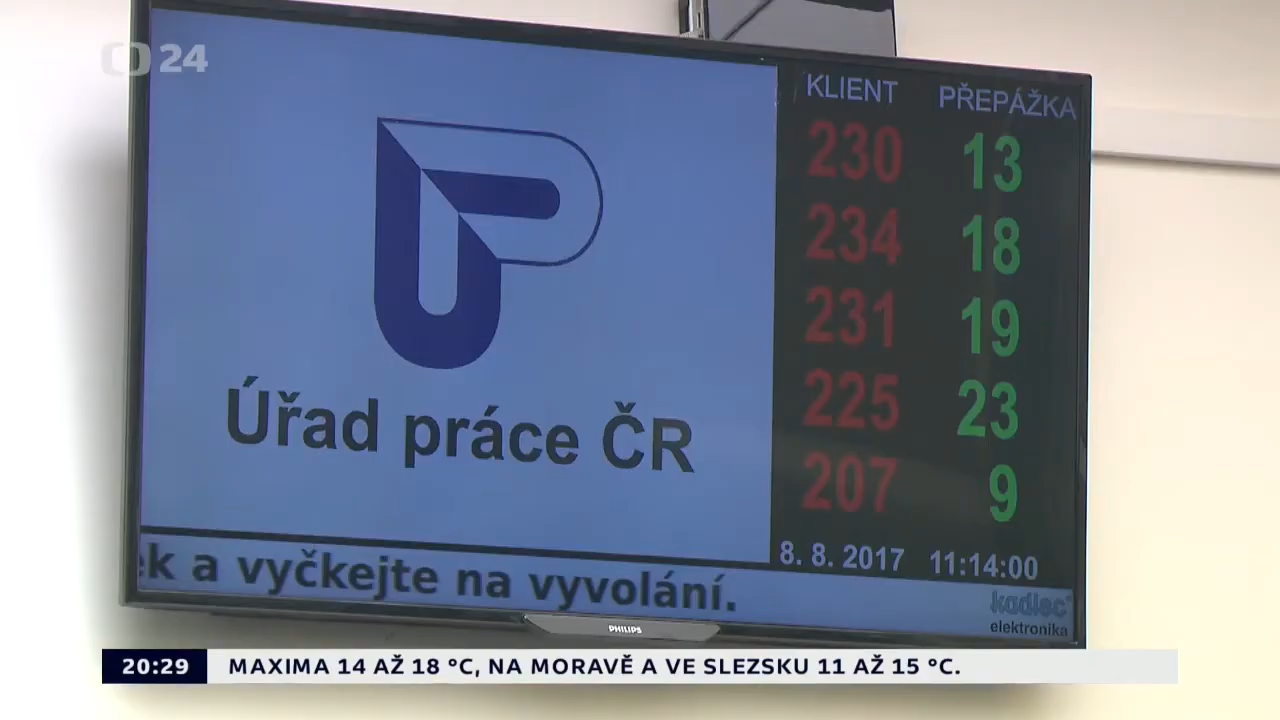 24
KLIENT PŘEPÁŽKA
230 13
234 18
231 19
225 23
207 9
Úřad práce ČR
8. 8. 2017 11:14:00
a vyčkejte na vyvolání.
kadlec
elektronika
PHILIPS
20:29 MAXIMA 14 AŽ 18 °C, NA MORAVĚ A VE SLEZSKU 11 AŽ 15 °C.